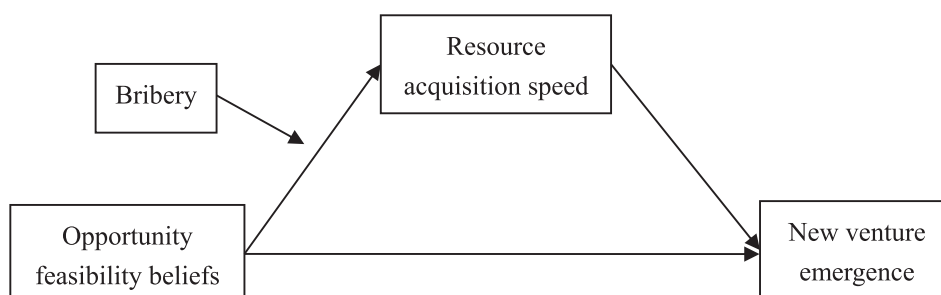 Resource
acquisition speed
Bribery
Opportunity
feasibility beliefs
New venture
emergence